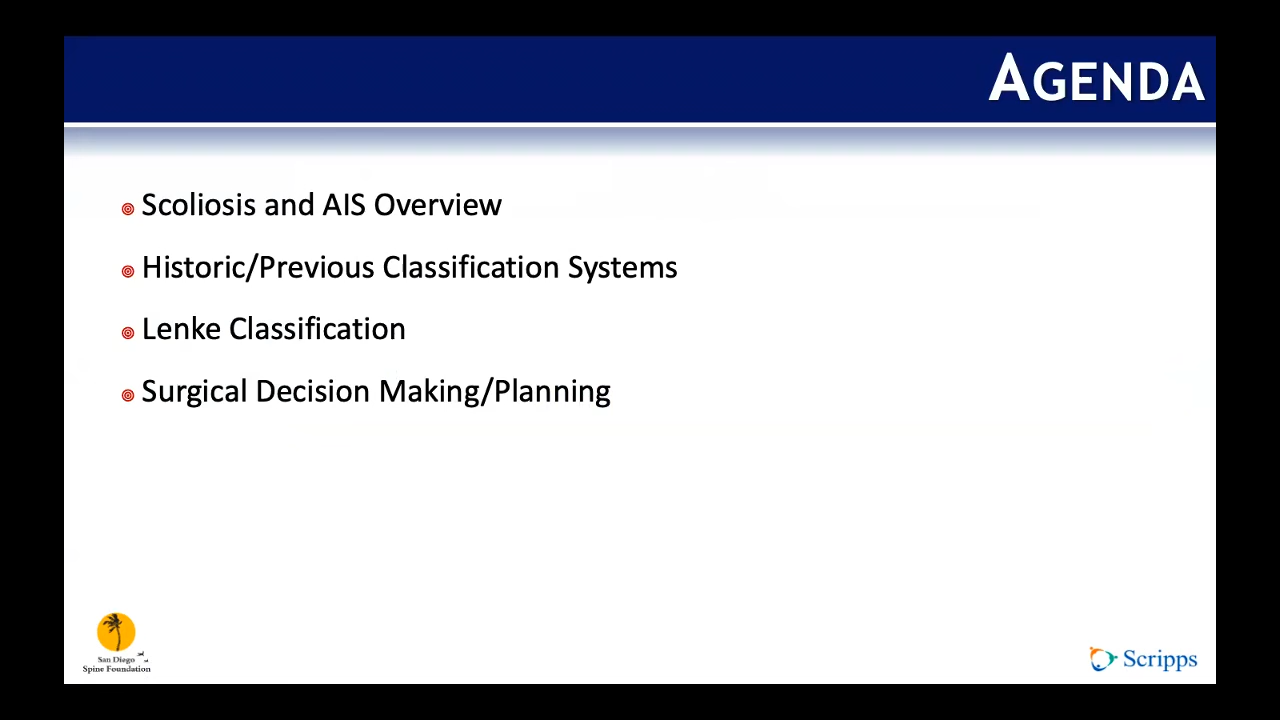 AGENDA
Scoliosis and AIS Overview
Historic/Previous Classification Systems
Lenke Classification
Surgical Decision Making/Planning
San Diego
Spine Foundation
Scripps